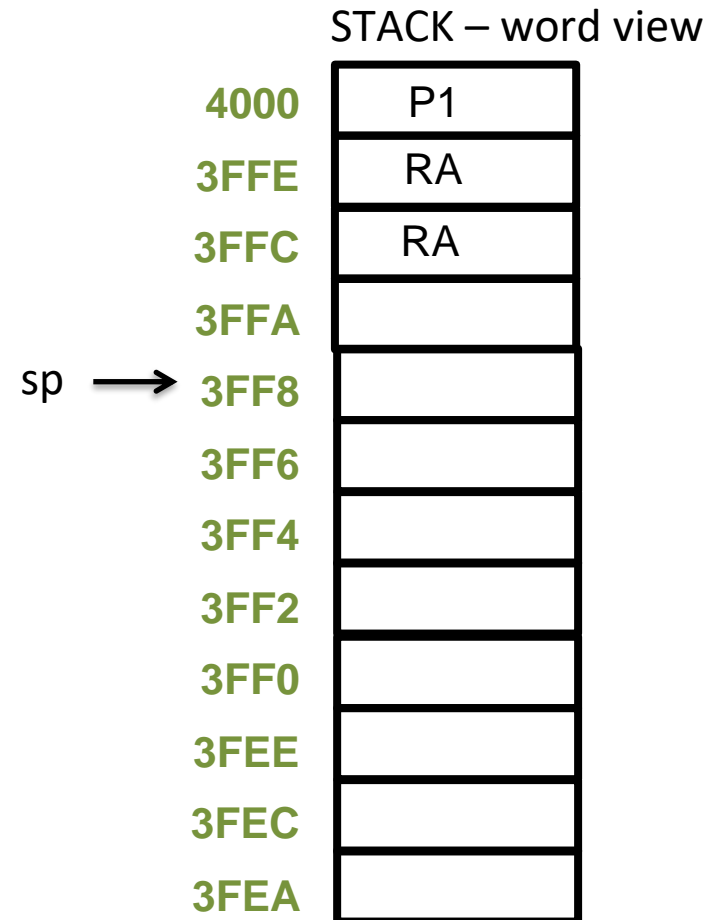 STACK – word view
4000 P1
3FFE RA
3FFC RA
3FFA
sp 3FF8
3FF6
3FF4
3FF2
3FF0
3FEE
3FEC
3FEA